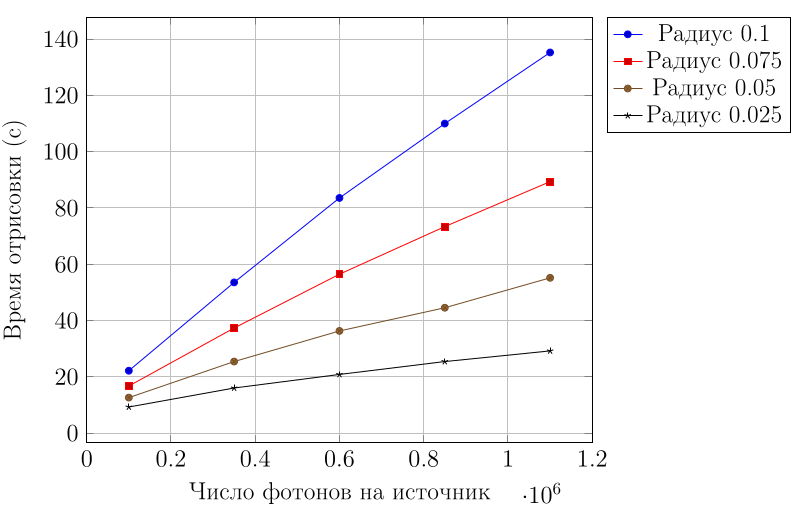 140
120
100
80
60
40
20
0
0 0.2 0.4 0.6 0.8 1 1.2
Время отрисовки (с)
Число фотонов на источник
·10⁶
Радиус 0.1
Радиус 0.075
Радиус 0.05
Радиус 0.025